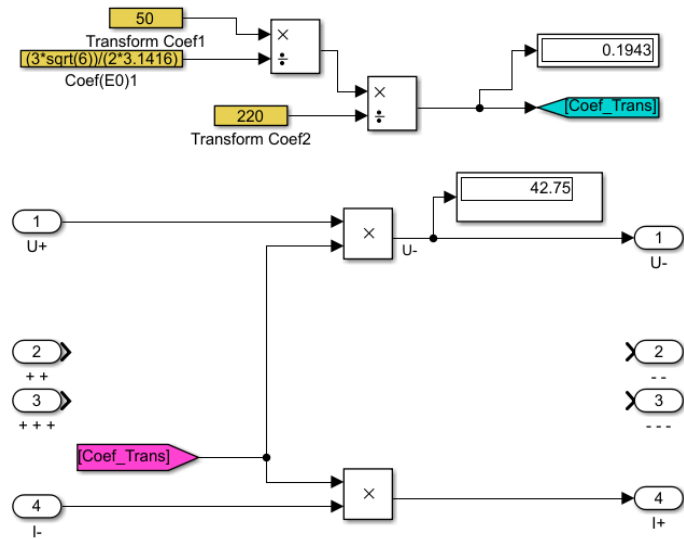 50
×
÷
Transform Coef1
(3*sqrt(6))/(2*3.1416)
Coef(E0)1
0.1943
×
÷
220
Transform Coef2
[Coef_Trans]
42.75
1
U+
×
U-
1
U-
2
+ +
2
- -
3
+ + +
3
- - -
[Coef_Trans]
4
I-
×
4
I+